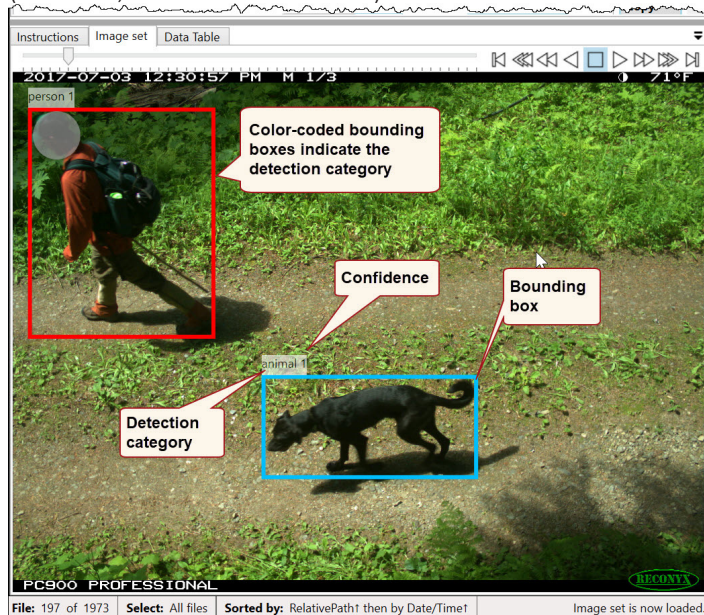 Instructions Image set Data Table
2017-07-03 12:30:57 PM M 1/3 71°F
person 1
Color-coded bounding
boxes indicate the
detection category
Confidence
Bounding
box
animal 1
Detection
category
PC900 PROFESSIONAL
RECONYX
File: 197 of 1973 Select: All files Sorted by: RelativePath↑ then by Date/Time↑ Image set is now loaded.